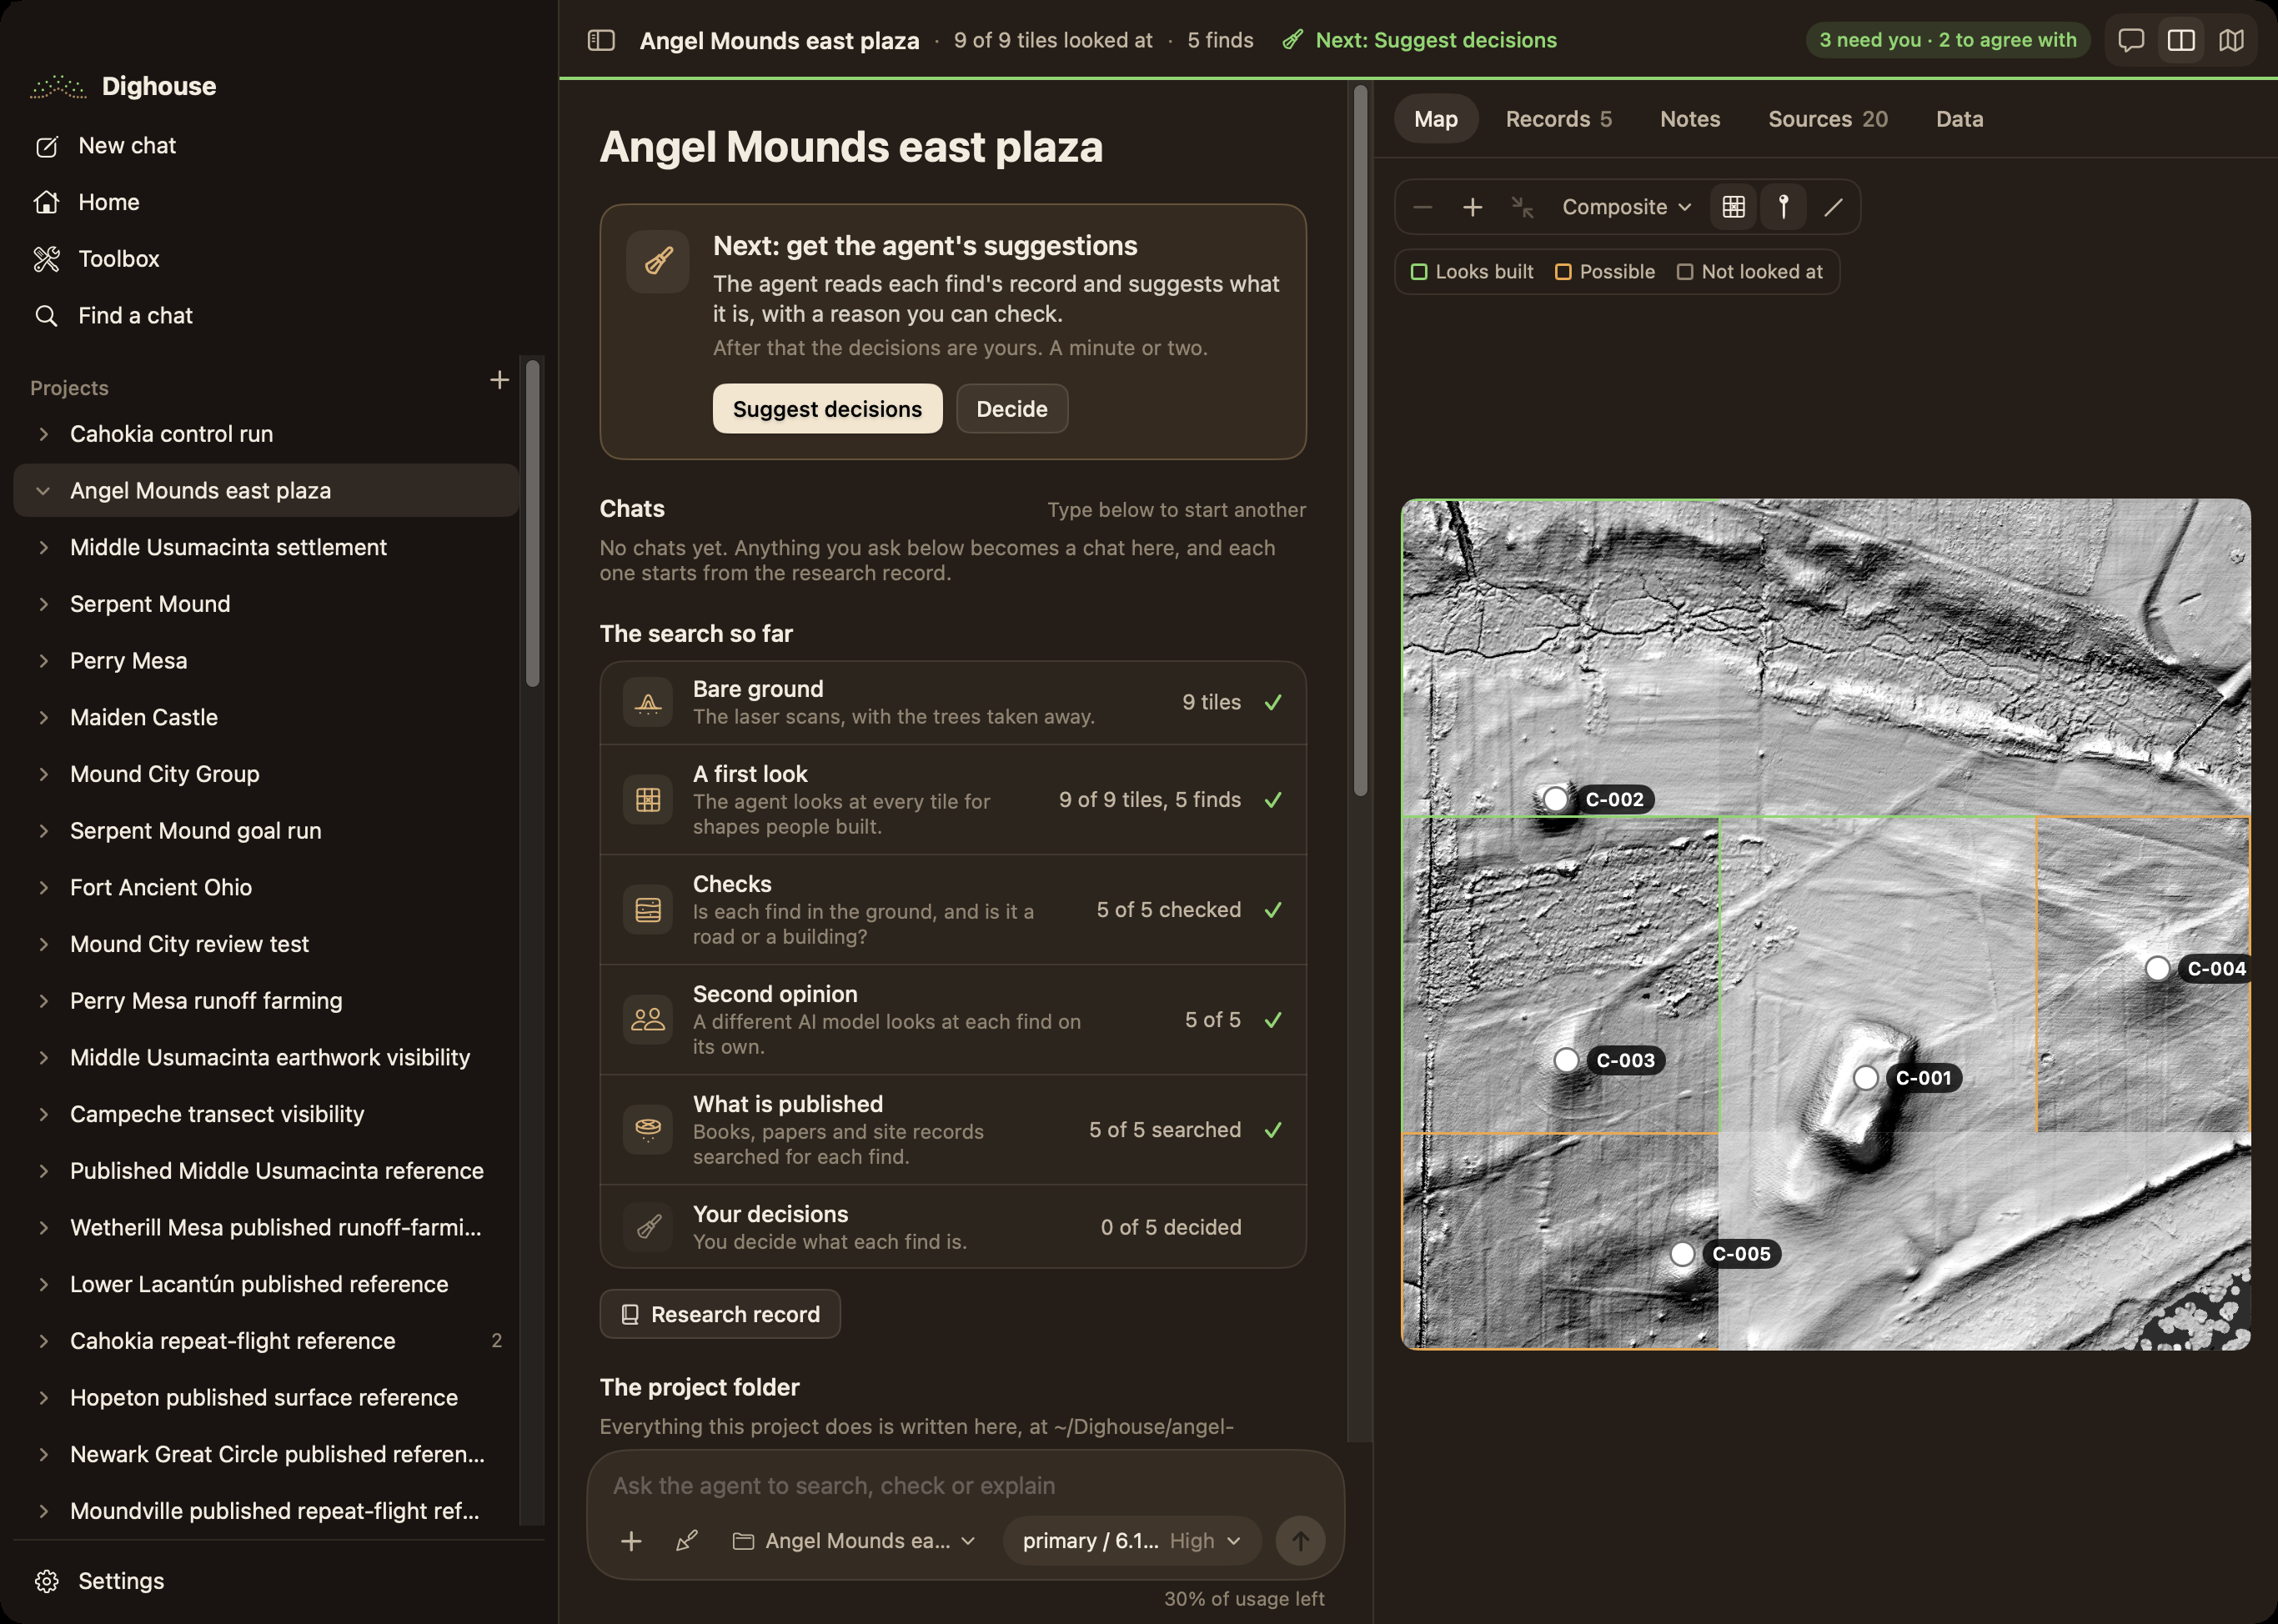 Dighouse
New chat
Home
Toolbox
Find a chat
Projects
Cahokia control run
Angel Mounds east plaza
Middle Usumacinta settlement
Serpent Mound
Perry Mesa
Maiden Castle
Mound City Group
Serpent Mound goal run
Fort Ancient Ohio
Mound City review test
Perry Mesa runoff farming
Middle Usumacinta earthwork visibility
Campeche transect visibility
Published Middle Usumacinta reference
Wetherill Mesa published runoff-farmi...
Lower Lacantún published reference
Cahokia repeat-flight reference 2
Hopeton published surface reference
Newark Great Circle published referen...
Moundville published repeat-flight ref...
Settings
Angel Mounds east plaza · 9 of 9 tiles looked at · 5 finds Next: Suggest decisions
3 need you · 2 to agree with
Angel Mounds east plaza
Next: get the agent's suggestions
The agent reads each find's record and suggests what
it is, with a reason you can check.
After that the decisions are yours. A minute or two.
Suggest decisions Decide
Chats Type below to start another
No chats yet. Anything you ask below becomes a chat here, and each
one starts from the research record.
The search so far
Bare ground
The laser scans, with the trees taken away.
9 tiles
A first look
The agent looks at every tile for
shapes people built.
9 of 9 tiles, 5 finds
Checks
Is each find in the ground, and is it a
road or a building?
5 of 5 checked
Second opinion
A different AI model looks at each find on
its own.
5 of 5
What is published
Books, papers and site records
searched for each find.
5 of 5 searched
Your decisions
You decide what each find is.
0 of 5 decided
Research record
The project folder
Everything this project does is written here, at ~/Dighouse/angel-
Ask the agent to search, check or explain
Angel Mounds ea... primary / 6.1... High
30% of usage left
Map Records 5 Notes Sources 20 Data
Composite
Looks built Possible Not looked at
C-002
C-004
C-003
C-001
C-005